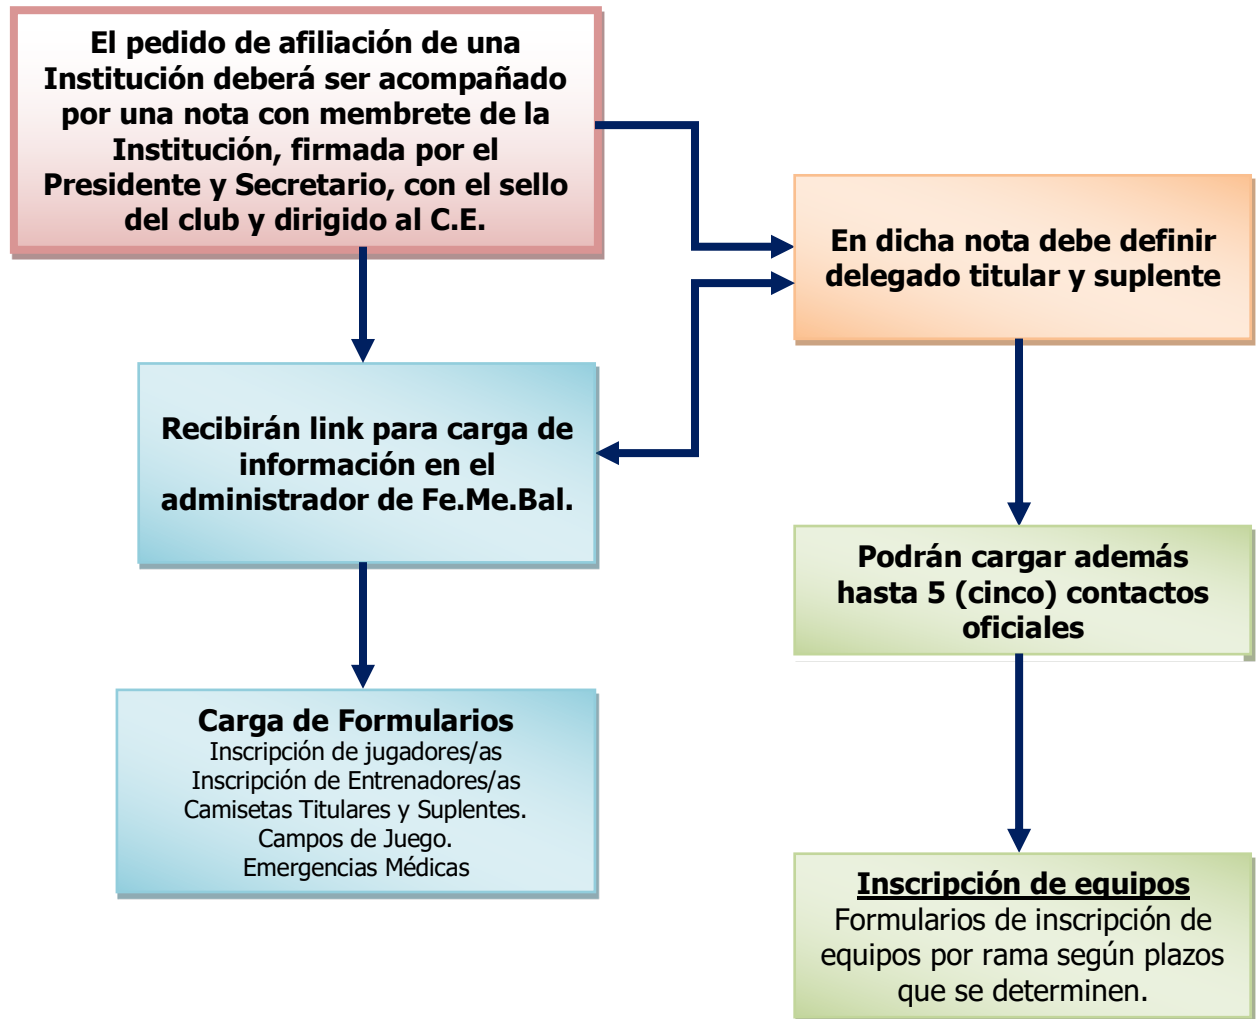 El pedido de afiliación de una
Institución deberá ser acompañado
por una nota con membrete de la
Institución, firmada por el
Presidente y Secretario, con el sello
del club y dirigido al C.E.
En dicha nota debe definir
delegado titular y suplente
Recibirán link para carga de
información en el
administrador de Fe.Me.Bal.
Podrán cargar además
hasta 5 (cinco) contactos
oficiales
Carga de Formularios
Inscripción de jugadores/as
Inscripción de Entrenadores/as
Camisetas Titulares y Suplentes.
Campos de Juego.
Emergencias Médicas
Inscripción de equipos
Formularios de inscripción de
equipos por rama según plazos
que se determinen.